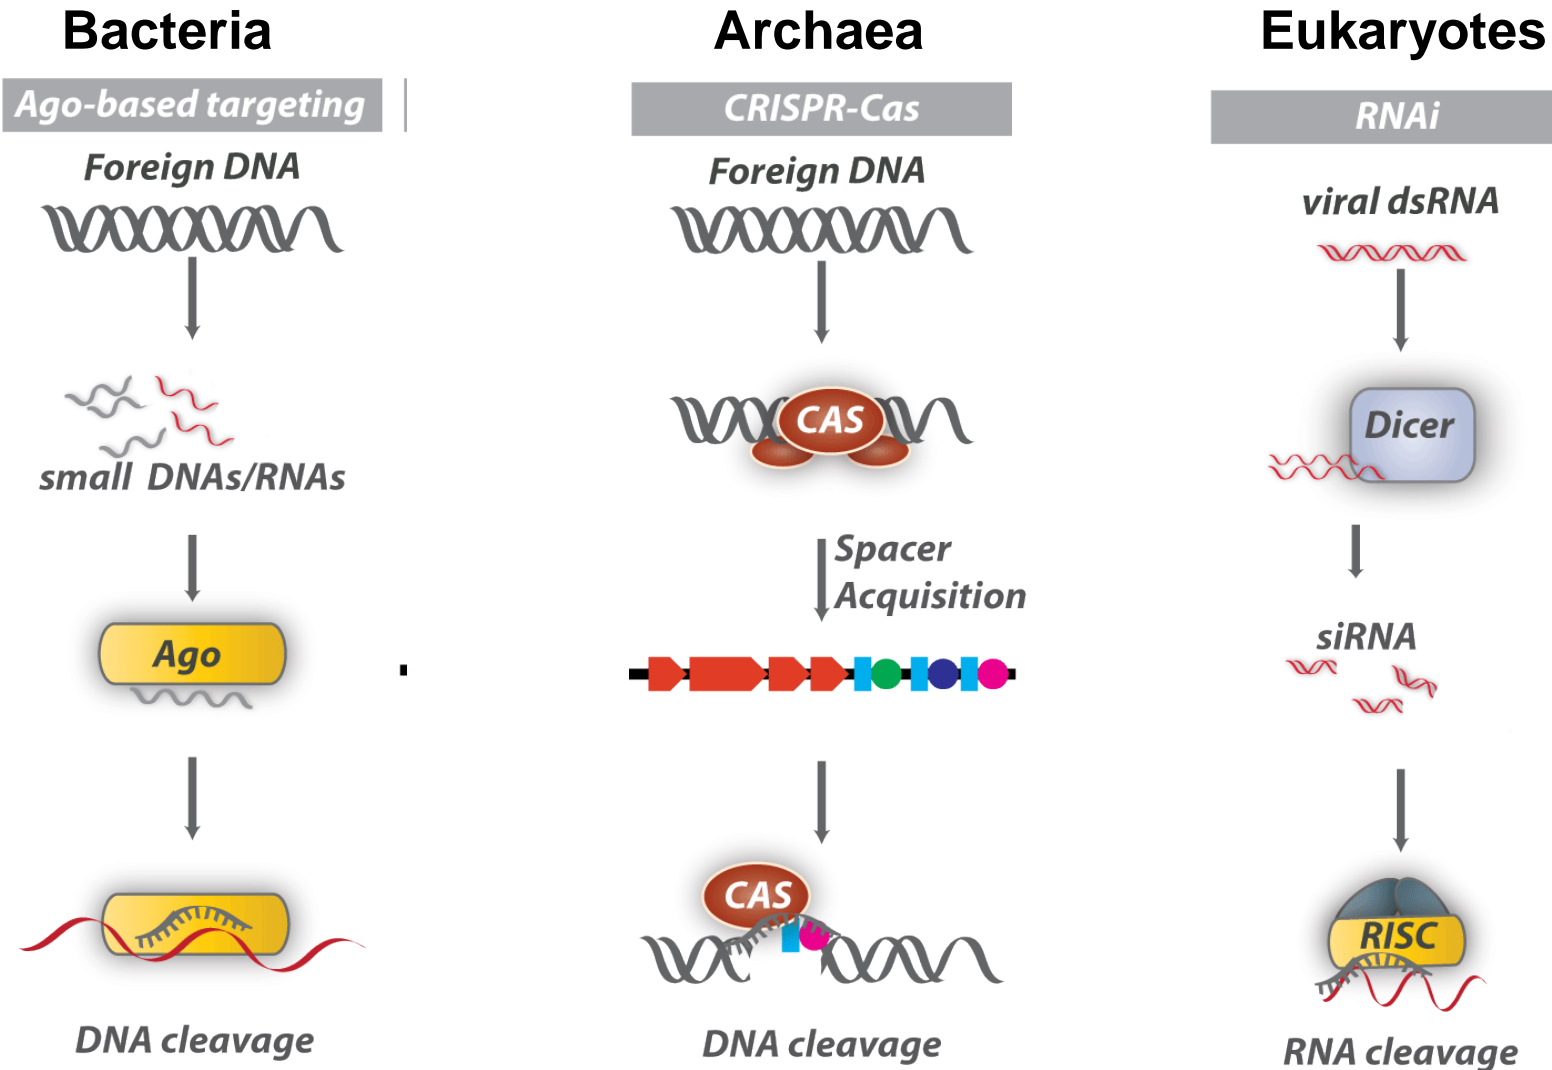 Bacteria
Ago-based targeting
Foreign DNA
small DNAs/RNAs
Ago
DNA cleavage
Archaea
CRISPR-Cas
Foreign DNA
CAS
Spacer
Acquisition
CAS
DNA cleavage
Eukaryotes
RNAi
viral dsRNA
Dicer
siRNA
RISC
RNA cleavage